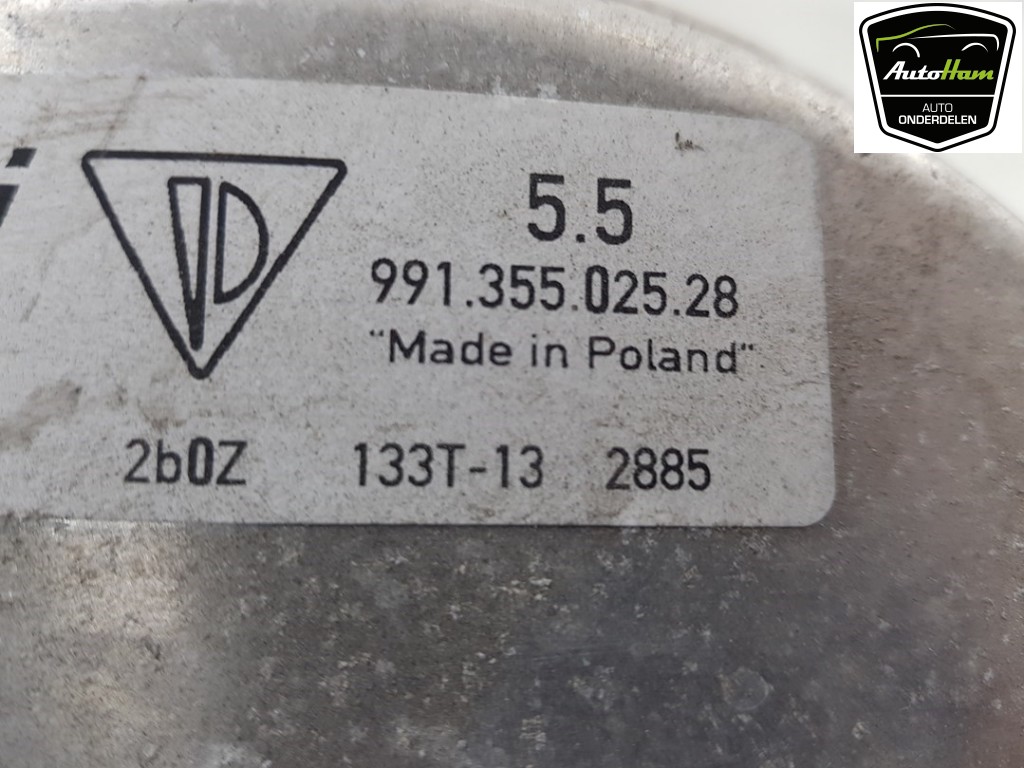 AutoHam
AUTO
ONDERDELEN
5.5
991.355.025.28
"Made in Poland"
2b0Z 133T-13 2885